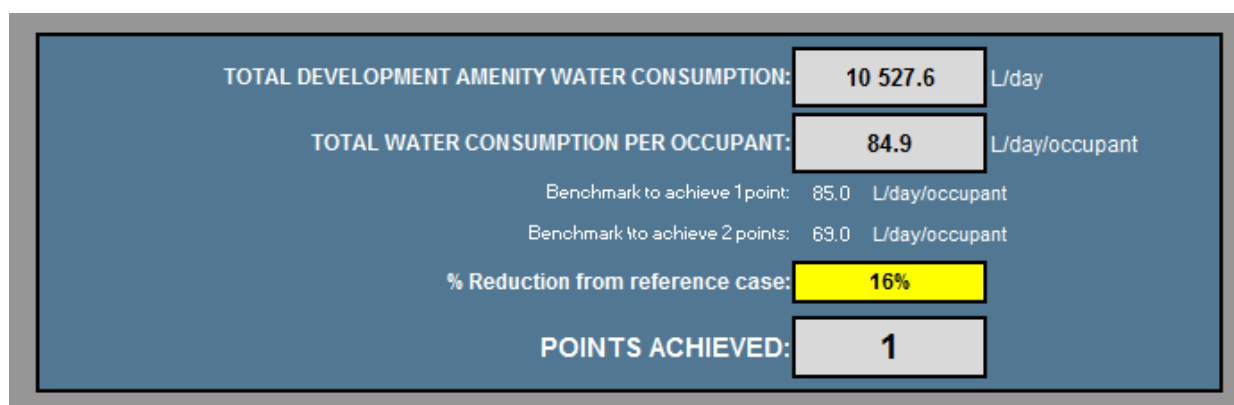 TOTAL DEVELOPMENT AMENITY WATER CONSUMPTION: 10 527.6 L/day
TOTAL WATER CONSUMPTION PER OCCUPANT: 84.9 L/day/occupant
Benchmark to achieve 1point: 85.0 L/day/occupant
Benchmark \to achieve 2 points: 69.0 L/day/occupant
% Reduction from reference case: 16%
POINTS ACHIEVED: 1